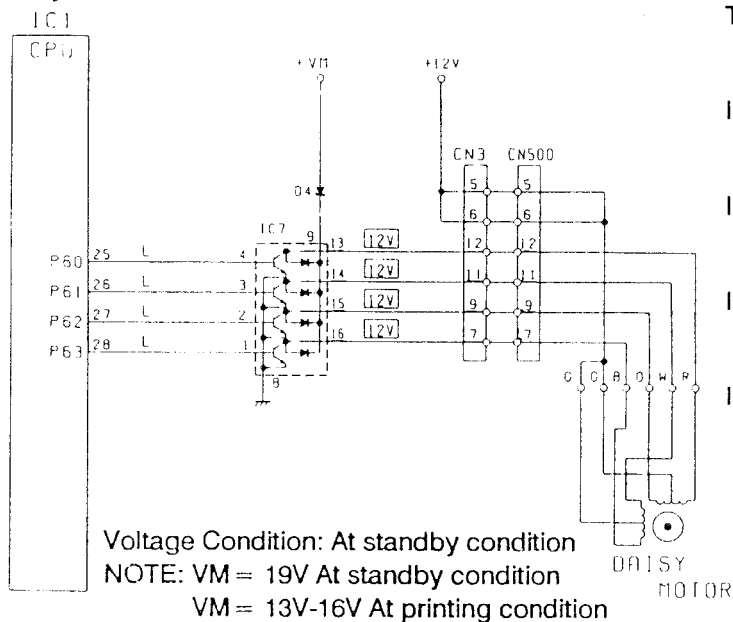 IC1
CPU
+VM
+12V
CN3 CN500
D4
5 5
6 6
IC7
9
13 12V 12 12
P60 25 L 4
14 12V 11 11
P61 26 L 3
15 12V 9 9
P62 27 L 2
16 12V 7 7
P63 28 L 1
8
G G B O W R
Voltage Condition: At standby condition
NOTE: VM = 19V At standby condition
VM = 13V-16V At printing condition
DAISY
MOTOR